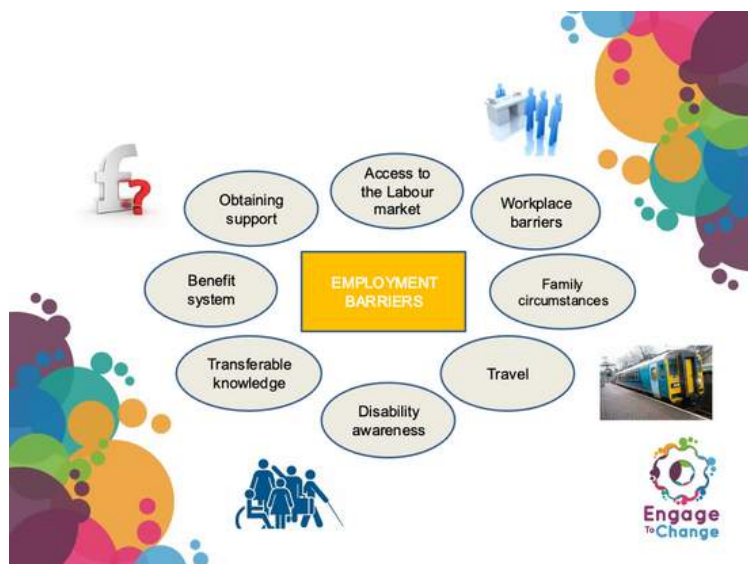 Access to
the Labour
market
Obtaining
support
Workplace
barriers
Benefit
system
EMPLOYMENT
BARRIERS
Family
circumstances
Transferable
knowledge
Travel
Disability
awareness
£?
Engage
To Change